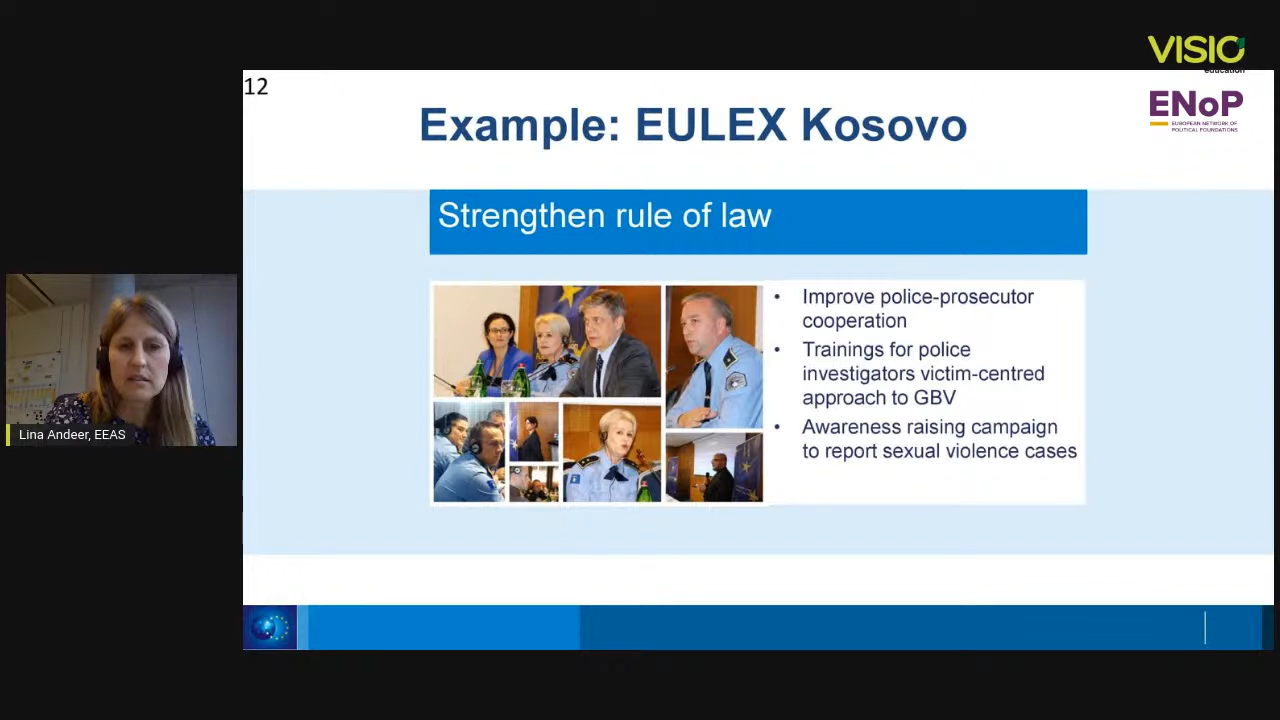 VISIO
education
12
ENoP
EUROPEAN NETWORK OF
POLITICAL FOUNDATIONS
Example: EULEX Kosovo
Strengthen rule of law
• Improve police-prosecutor
cooperation
• Trainings for police
investigators victim-centred
approach to GBV
• Awareness raising campaign
to report sexual violence cases
Lina Andeer, EEAS